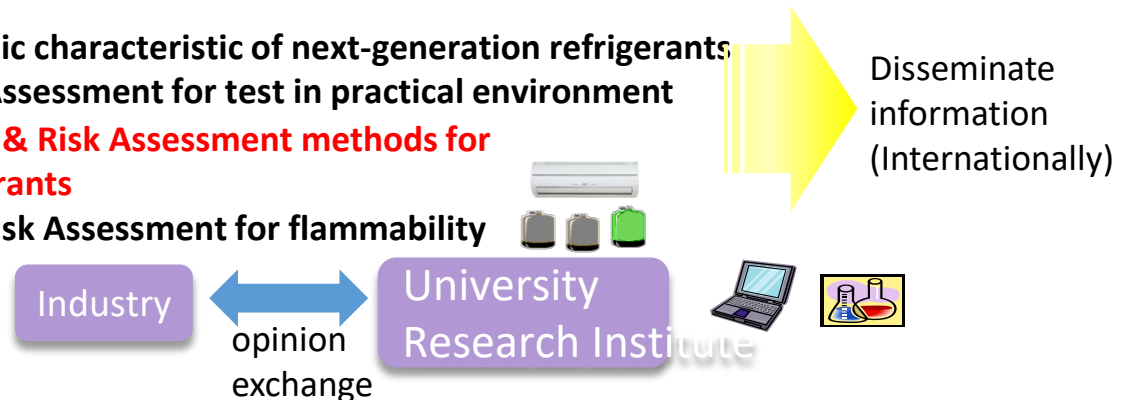 ic characteristic of next-generation refrigerants
Assessment for test in practical environment
& Risk Assessment methods for
rants
sk Assessment for flammability
Disseminate
information
(Internationally)
Industry
opinion
exchange
University
Research Institute